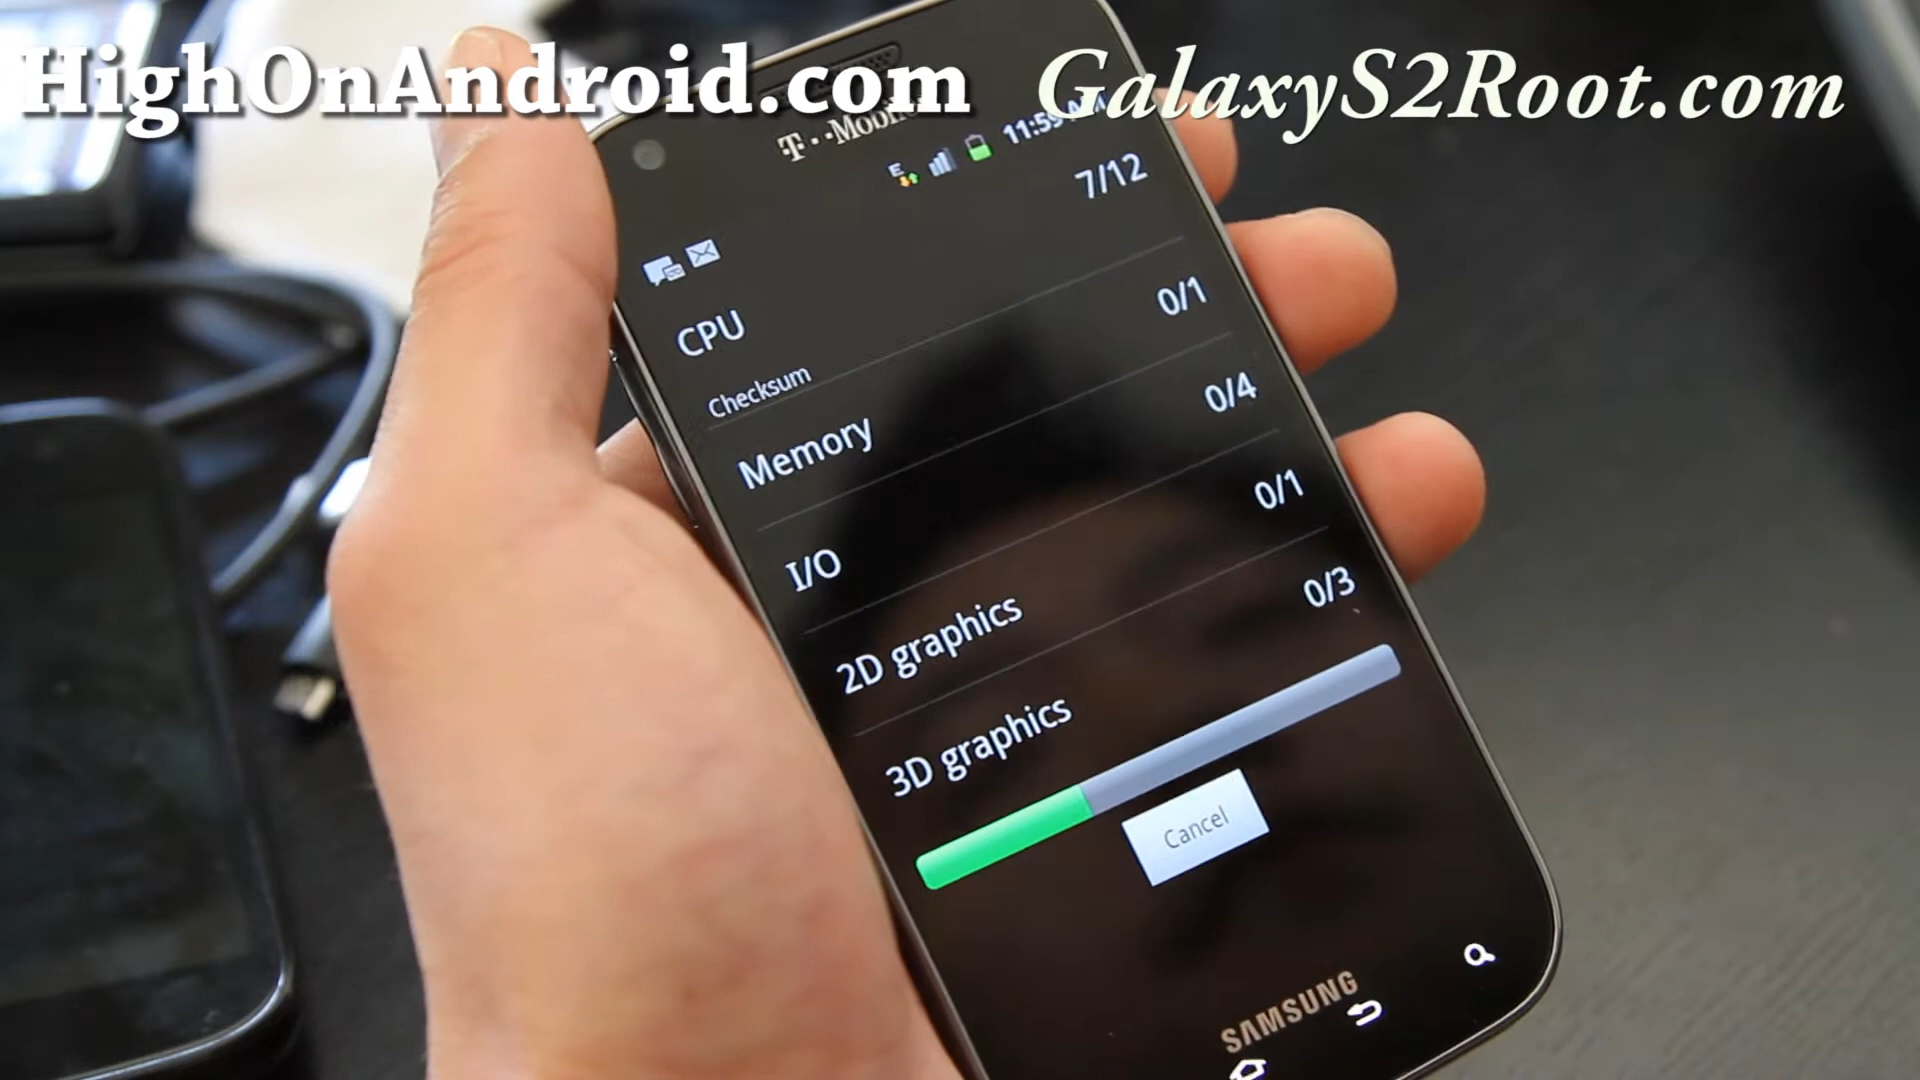 HighOnAndroid.com GalaxyS2Root.com
T··Mobile
E 11:59 AM
CPU 7/12
Checksum
Memory 0/1
I/O 0/4
2D graphics 0/1
3D graphics 0/3
Cancel
SAMSUNG